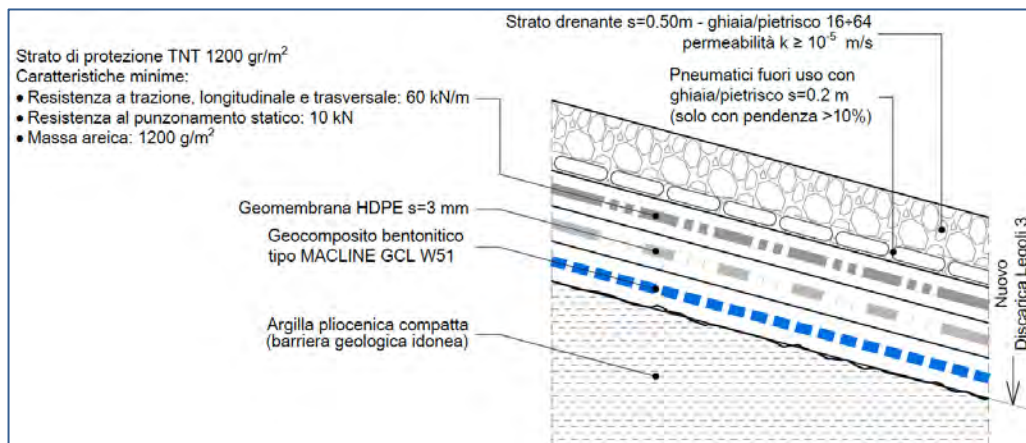 Strato drenante s=0.50m - ghiaia/pietrisco 16÷64
permeabilità k ≥ 10⁻⁵ m/s
Strato di protezione TNT 1200 gr/m²
Caratteristiche minime:
• Resistenza a trazione, longitudinale e trasversale: 60 kN/m
• Resistenza al punzonamento statico: 10 kN
• Massa areica: 1200 g/m²
Pneumatici fuori uso con
ghiaia/pietrisco s=0.2 m
(solo con pendenza >10%)
Geomembrana HDPE s=3 mm
Geocomposito bentonitico
tipo MACLINE GCL W51
Argilla pliocenica compatta
(barriera geologica idonea)
Nuovo
Discarica Legoli 3